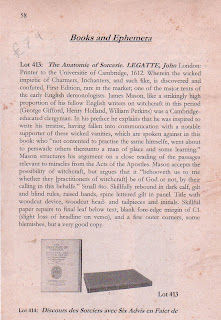 58
Books and Ephemera
Lot 413: The Anatomie of Sorcerie. LEGATTE, John London:
Printer to the Universitie of Cambridge, 1612. Wherein the wicked
impietie of Charmers, Inchanters, and such like, is discovered and
confuted, First Edition, rare in the market; one of the major texts of
early English demonologists. James Mason, like a strikingly high
proportion of his fellow English writers on witchcraft in this period
(George Gifford, Henry Holland, William Perkins) was a Cambridge-
educated clergyman. In his preface he explains that he was inspired to
write his treatise, having fallen into communication with a notable
supporter of these wicked vanities, which are spoken against in this
book: who "not contented to practise the same himselfe, went about
to perswade others thereunto a man of place and some learning."
Mason structures his argument on a close reading of the passages
relevant to miracles from the Acts of the Apostles. Mason accepts the
possibility of witchcraft, but argues that it "behooveth us to the
whether they [practitioners of witchcraft] be of God or not, by their
calling in this behalfe." Small 8vo. Skillfully rebound in dark calf, gilt
and blind rules, raised bands, spine lettered gilt in panel. Title with
woodcut device, woodcut head- and tailpieces and initials. Skillful
paper repairs to final leaf below text, blank fore-edge margin of C1
(slight loss of headline on verso), and a few outer corners, some
blemishes, but a very good copy.
Lot 413
Lot 414: Discours des Sorciers avec Six Advis en Faict de